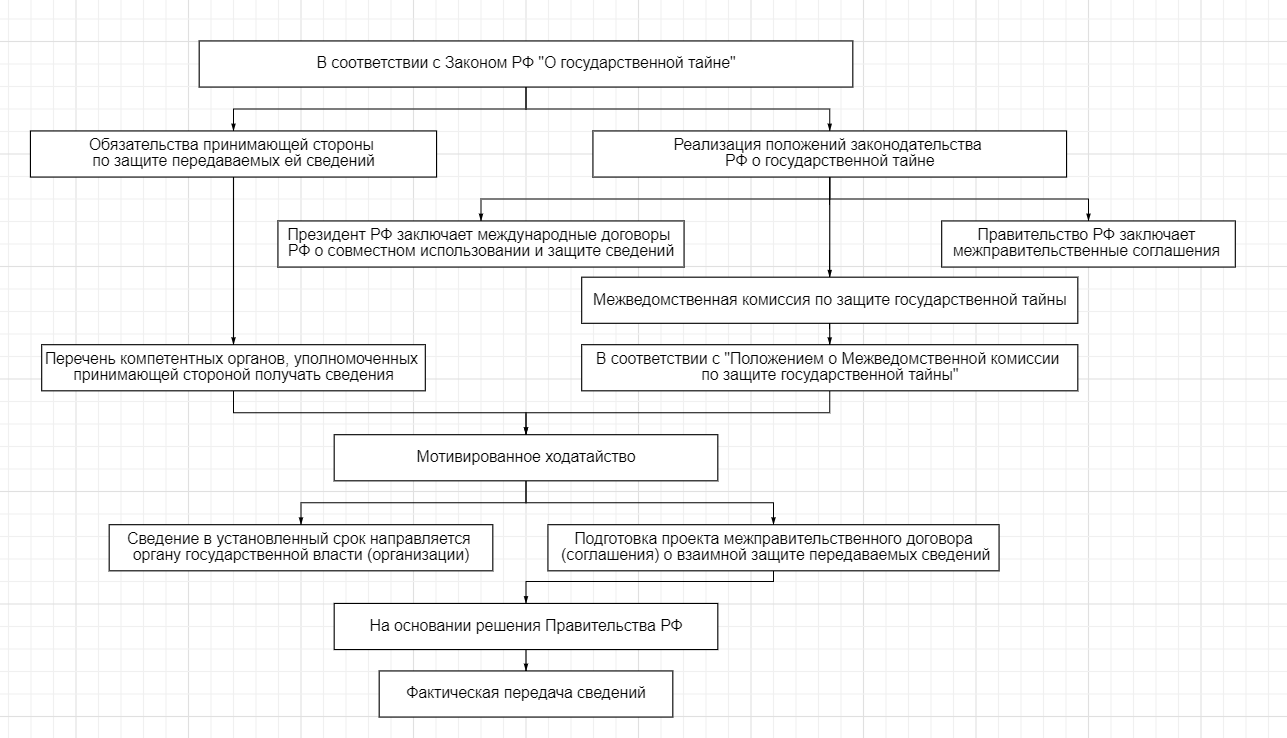 В соответствии с Законом РФ "О государственной тайне"
Обязательства принимающей стороны
по защите передаваемых ей сведений
Реализация положений законодательства
РФ о государственной тайне
Президент РФ заключает международные договоры
РФ о совместном использовании и защите сведений
Правительство РФ заключает
межправительственные соглашения
Межведомственная комиссия по защите государственной тайны
Перечень компетентных органов, уполномоченных
принимающей стороной получать сведения
В соответствии с "Положением о Межведомственной комиссии
по защите государственной тайны"
Мотивированное ходатайство
Сведение в установленный срок направляется
органу государственной власти (организации)
Подготовка проекта межправительственного договора
(соглашения) о взаимной защите передаваемых сведений
На основании решения Правительства РФ
Фактическая передача сведений